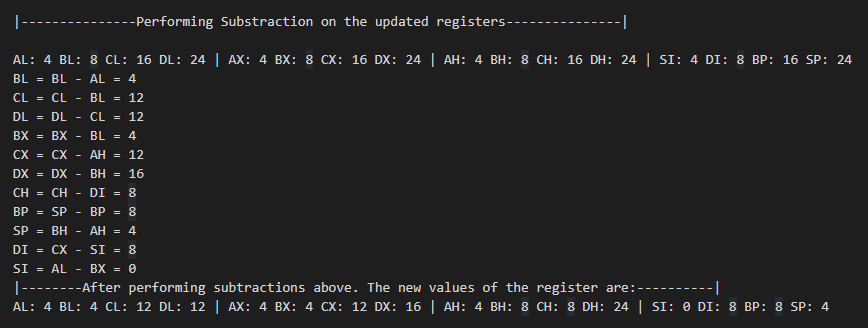 |---------------Performing Substraction on the updated registers---------------|
AL: 4 BL: 8 CL: 16 DL: 24 | AX: 4 BX: 8 CX: 16 DX: 24 | AH: 4 BH: 8 CH: 16 DH: 24 | SI: 4 DI: 8 BP: 16 SP: 24
BL = BL - AL = 4
CL = CL - BL = 12
DL = DL - CL = 12
BX = BX - BL = 4
CX = CX - AH = 12
DX = DX - BH = 16
CH = CH - DI = 8
BP = SP - BP = 8
SP = BH - AH = 4
DI = CX - SI = 8
SI = AL - BX = 0
|--------After performing subtractions above. The new values of the register are:----------|
AL: 4 BL: 4 CL: 12 DL: 12 | AX: 4 BX: 4 CX: 12 DX: 16 | AH: 4 BH: 8 CH: 8 DH: 24 | SI: 0 DI: 8 BP: 8 SP: 4